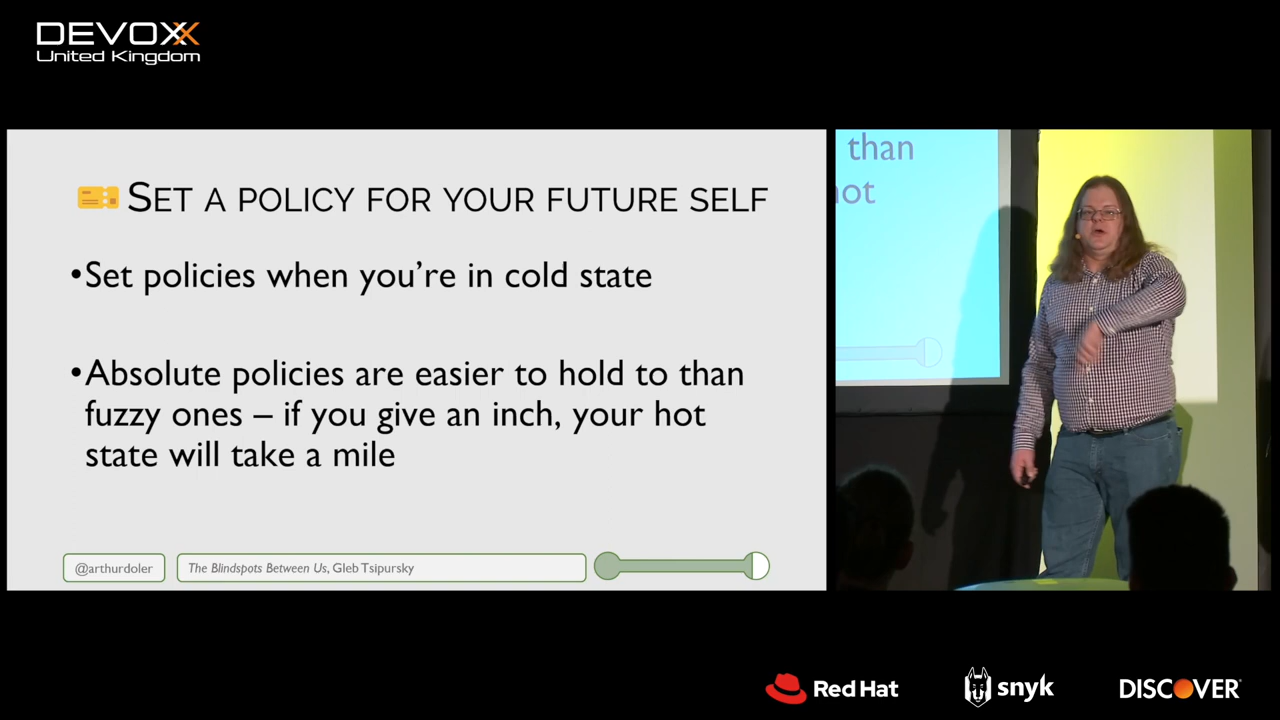 DEVOXX
United Kingdom
SET A POLICY FOR YOUR FUTURE SELF
•Set policies when you're in cold state
•Absolute policies are easier to hold to than
fuzzy ones – if you give an inch, your hot
state will take a mile
@arthurdoler
The Blindspots Between Us, Gleb Tsipursky
than
not
Red Hat
snyk
DISCOVER